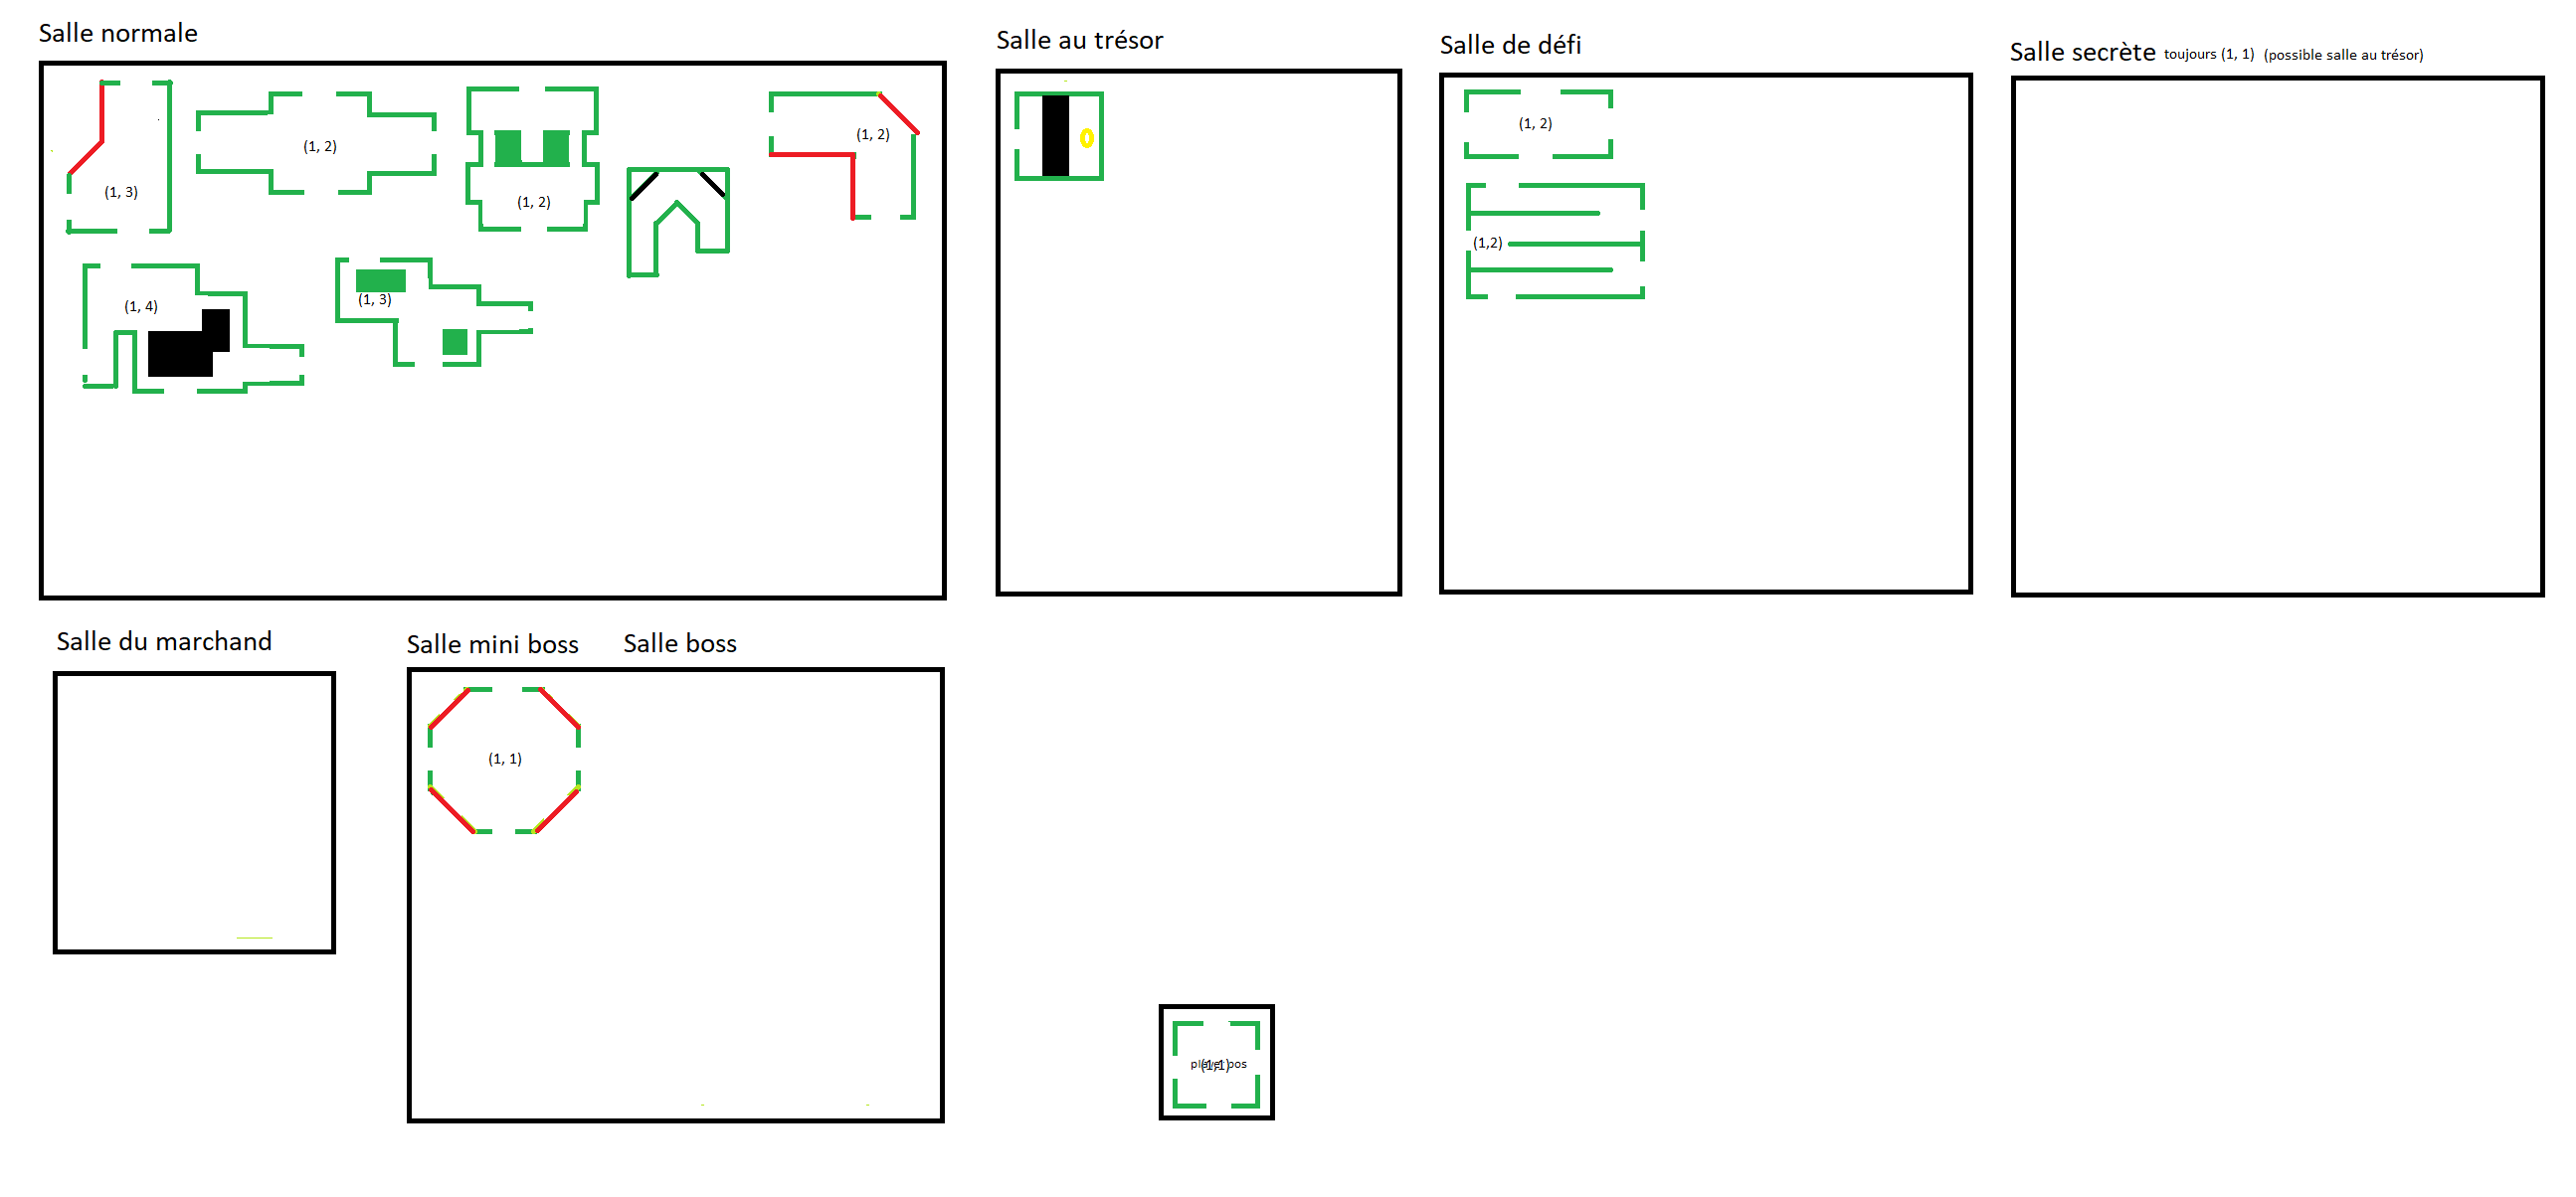 Salle normale
Salle au trésor
Salle de défi
Salle secrète toujours (1, 1) (possible salle au trésor)
(1, 3)
(1, 2)
(1, 2)
(1, 2)
(1, 4)
(1, 3)
(1, 2)
(1,2)
Salle du marchand
Salle mini boss
Salle boss
(1, 1)
(1,1)
pos